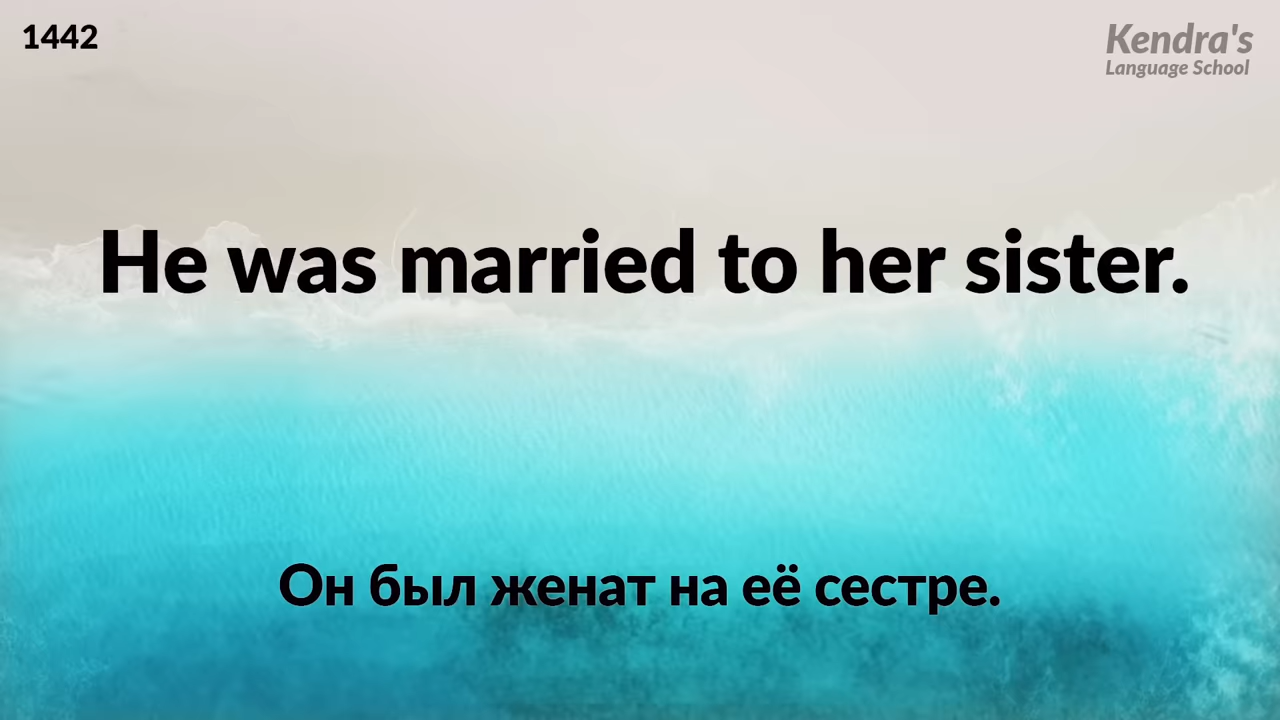 1442
Kendra's
Language School
He was married to her sister.
Он был женат на её сестре.